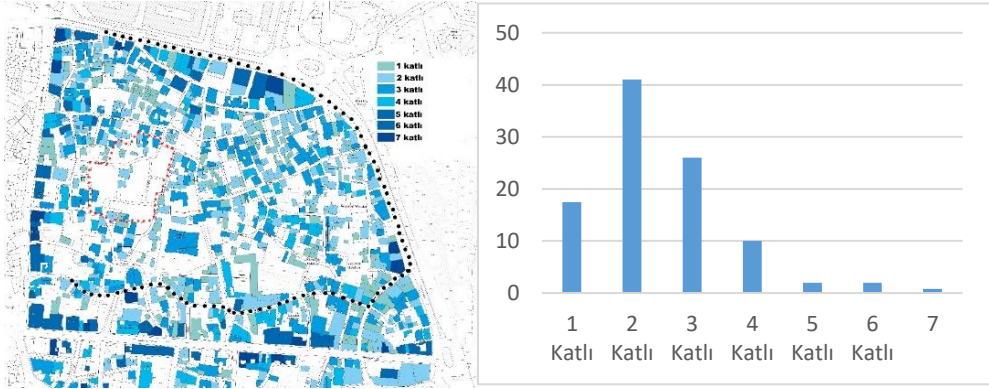 1 katlı
2 katlı
3 katlı
4 katlı
5 katlı
6 katlı
7 katlı
50
40
30
20
10
0
1 2 3 4 5 6 7
Katlı Katlı Katlı Katlı Katlı Katlı